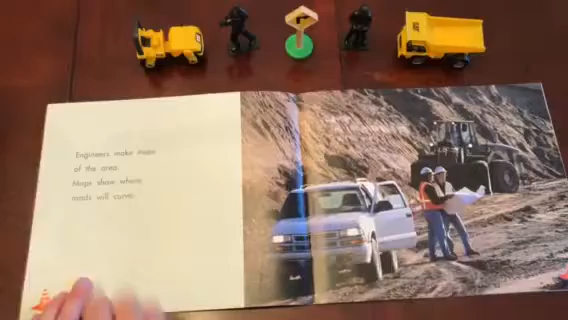 Engineers make maps
of the area.
Maps show where
roads will curve.